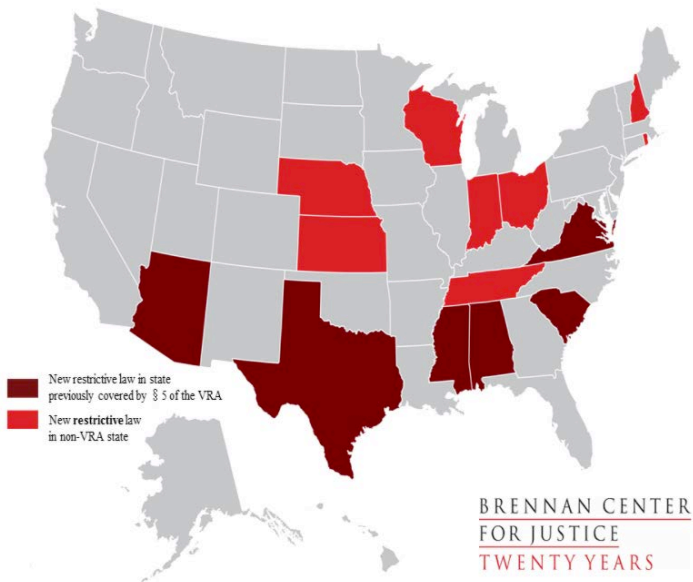 New restrictive law in state
previously covered by § 5 of the VRA
New restrictive law
in non-VRA state
BRENNAN CENTER
FOR JUSTICE
TWENTY YEARS